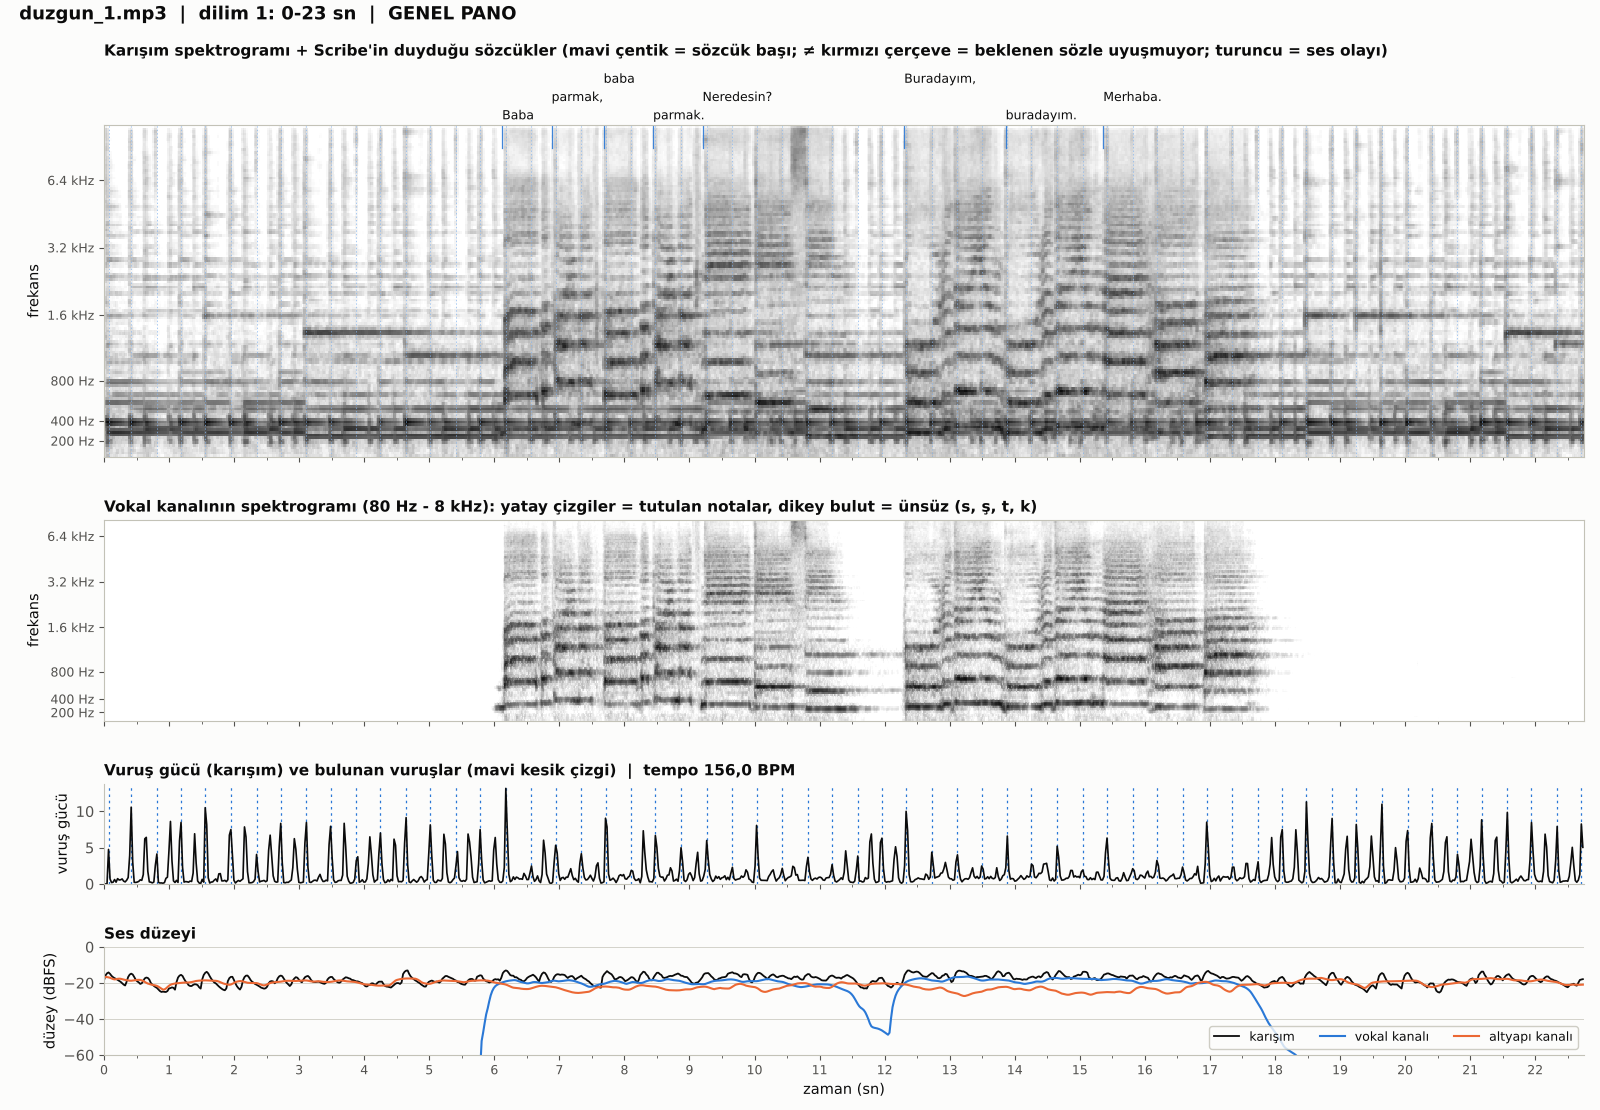 duzgun_1.mp3 | dilim 1: 0-23 sn | GENEL PANO
Karışım spektrogramı + Scribe'in duyduğu sözcükler (mavi çentik = sözcük başı; ≠ kırmızı çerçeve = beklenen sözle uyuşmuyor; turuncu = ses olayı)
baba Buradayım,
parmak, Neredesin? Merhaba.
Baba parmak. buradayım.
6.4 kHz
3.2 kHz
1.6 kHz
800 Hz
400 Hz
200 Hz
frekans
Vokal kanalının spektrogramı (80 Hz - 8 kHz): yatay çizgiler = tutulan notalar, dikey bulut = ünsüz (s, ş, t, k)
6.4 kHz
3.2 kHz
1.6 kHz
800 Hz
400 Hz
200 Hz
frekans
Vuruş gücü (karışım) ve bulunan vuruşlar (mavi kesik çizgi) | tempo 156,0 BPM
10
5
0
vuruş gücü
Ses düzeyi
0
−20
−40
−60
düzey (dBFS)
karışım vokal kanalı altyapı kanalı
0 1 2 3 4 5 6 7 8 9 10 11 12 13 14 15 16 17 18 19 20 21 22
zaman (sn)